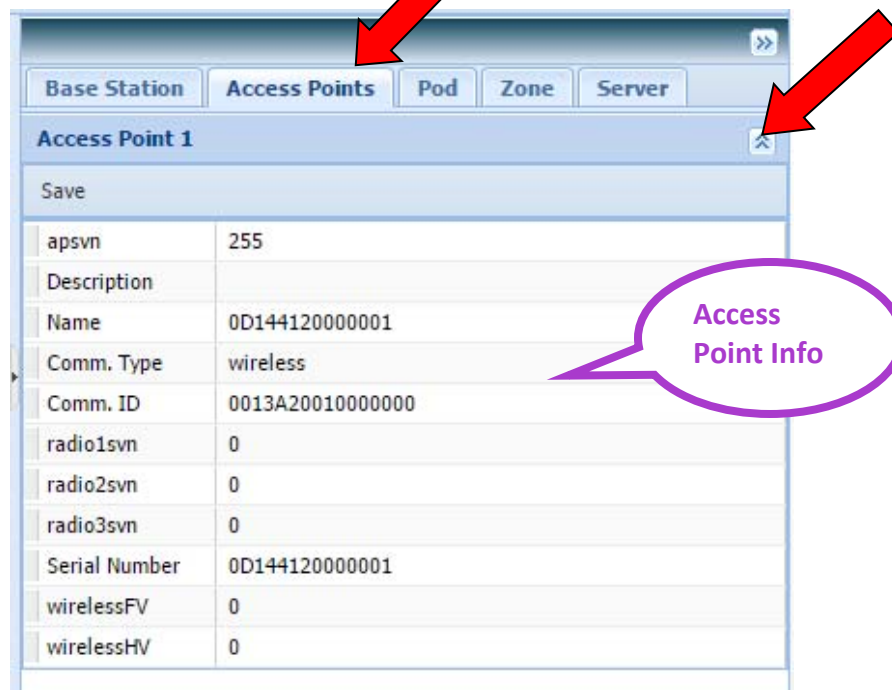 Base Station Access Points Pod Zone Server
Access Point 1
Save
apsvn 255
Description
Name 0D144120000001
Comm. Type wireless
Comm. ID 0013A20010000000
radio1svn 0
radio2svn 0
radio3svn 0
Serial Number 0D144120000001
wirelessFV 0
wirelessHV 0
Access
Point Info